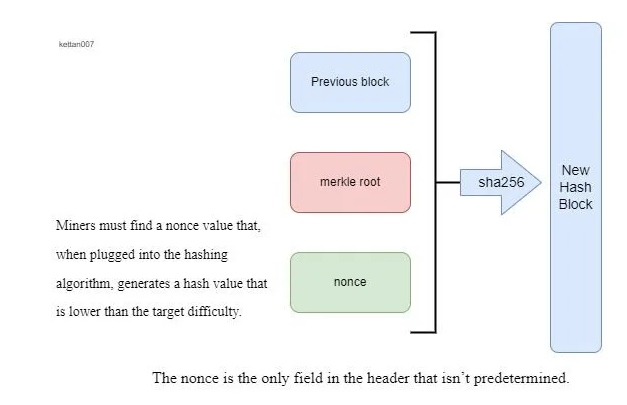 kettan007
Previous block
merkle root
sha256
New
Hash
Block
Miners must find a nonce value that,
when plugged into the hashing
algorithm, generates a hash value that
is lower than the target difficulty.
nonce
The nonce is the only field in the header that isn’t predetermined.